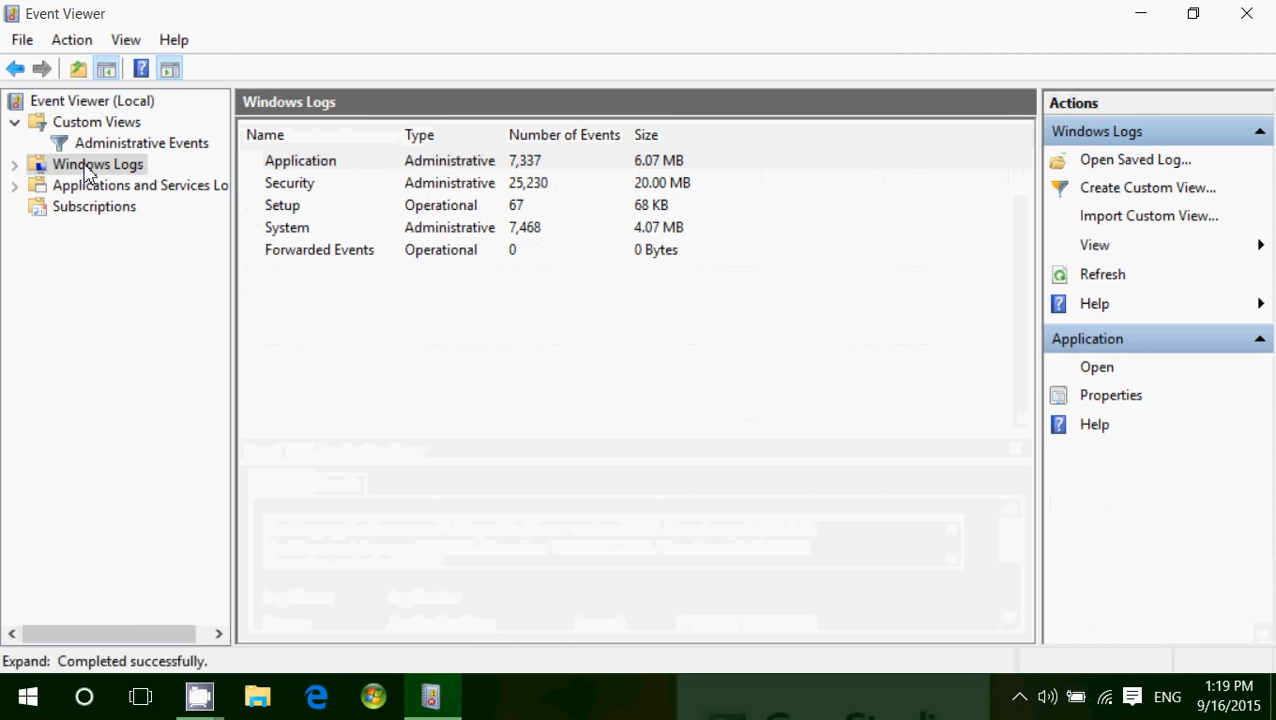 Event Viewer
File Action View Help
Event Viewer (Local)
Custom Views
Administrative Events
Windows Logs
Applications and Services Lo
Subscriptions
Windows Logs
Name Type Number of Events Size
Application Administrative 7,337 6.07 MB
Security Administrative 25,230 20.00 MB
Setup Operational 67 68 KB
System Administrative 7,468 4.07 MB
Forwarded Events Operational 0 0 Bytes
Actions
Windows Logs
Open Saved Log...
Create Custom View...
Import Custom View...
View
Refresh
Help
Application
Open
Properties
Help
Expand: Completed successfully.
ENG
1:19 PM
9/16/2015